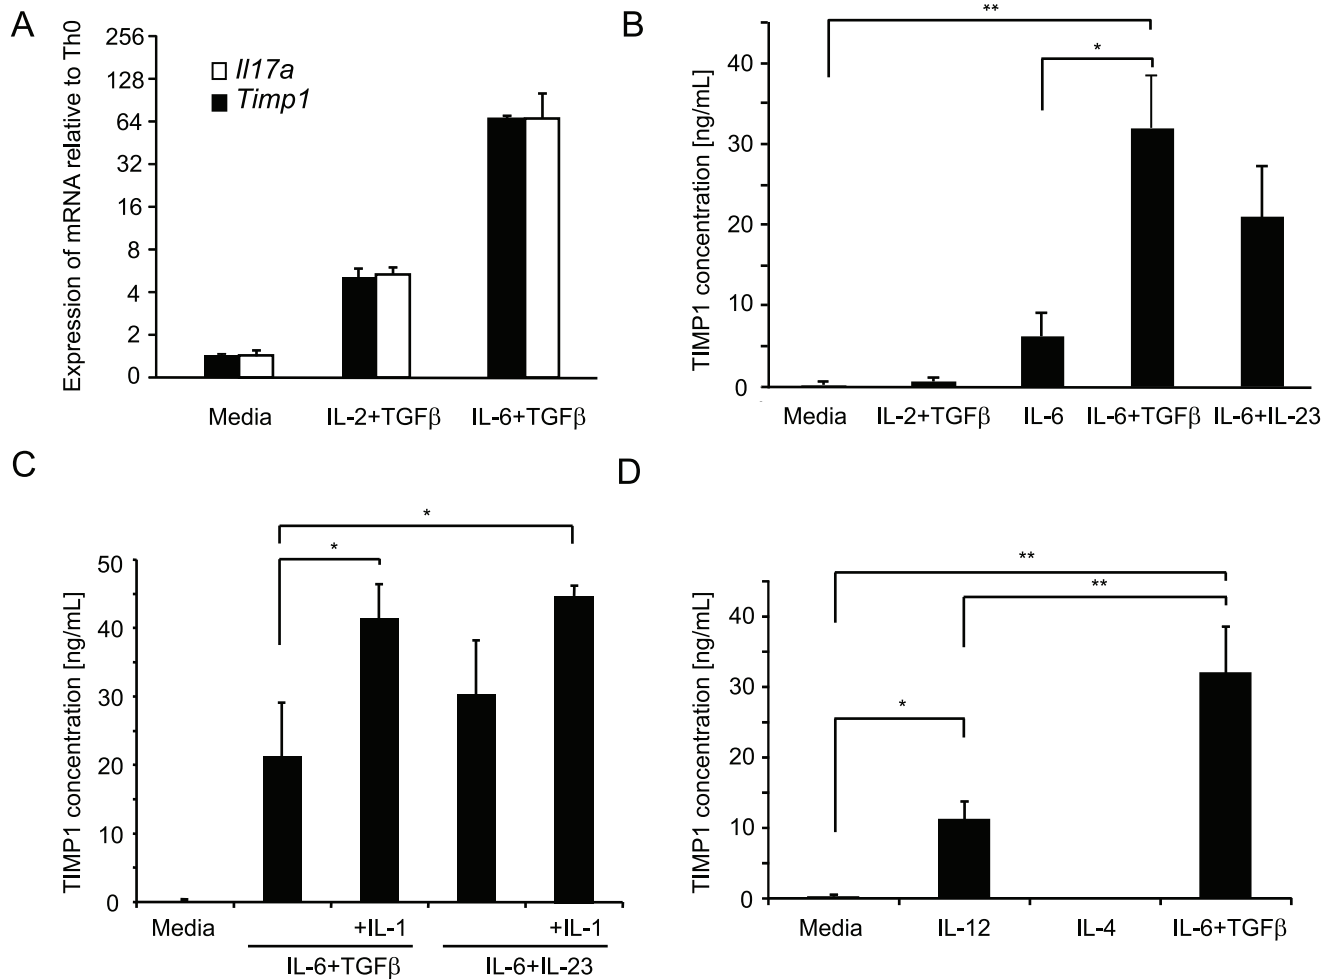 A
Expression of mRNA relative to Th0
256
128
64
32
16
8
4
2
0
Il17a
Timp1
Media
IL-2+TGFβ
IL-6+TGFβ
B
TIMP1 concentration [ng/mL]
40
30
20
10
0
**
*
Media
IL-2+TGFβ
IL-6
IL-6+TGFβ
IL-6+IL-23
C
TIMP1 concentration [ng/mL]
50
40
30
20
10
0
*
*
Media
+IL-1
+IL-1
IL-6+TGFβ
IL-6+IL-23
D
TIMP1 concentration [ng/mL]
40
30
20
10
0
**
**
*
Media
IL-12
IL-4
IL-6+TGFβ